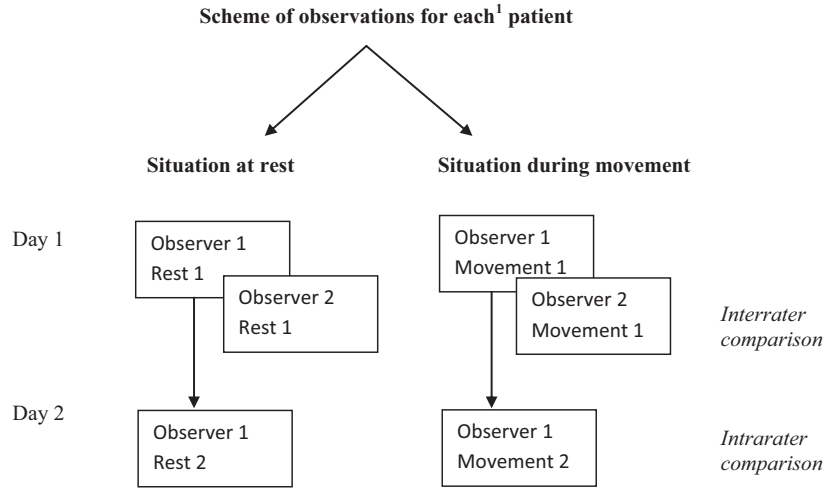 Scheme of observations for each¹ patient
Situation at rest
Situation during movement
Day 1
Observer 1
Rest 1
Observer 2
Rest 1
Observer 1
Movement 1
Observer 2
Movement 1
Interrater
comparison
Day 2
Observer 1
Rest 2
Observer 1
Movement 2
Intrarater
comparison